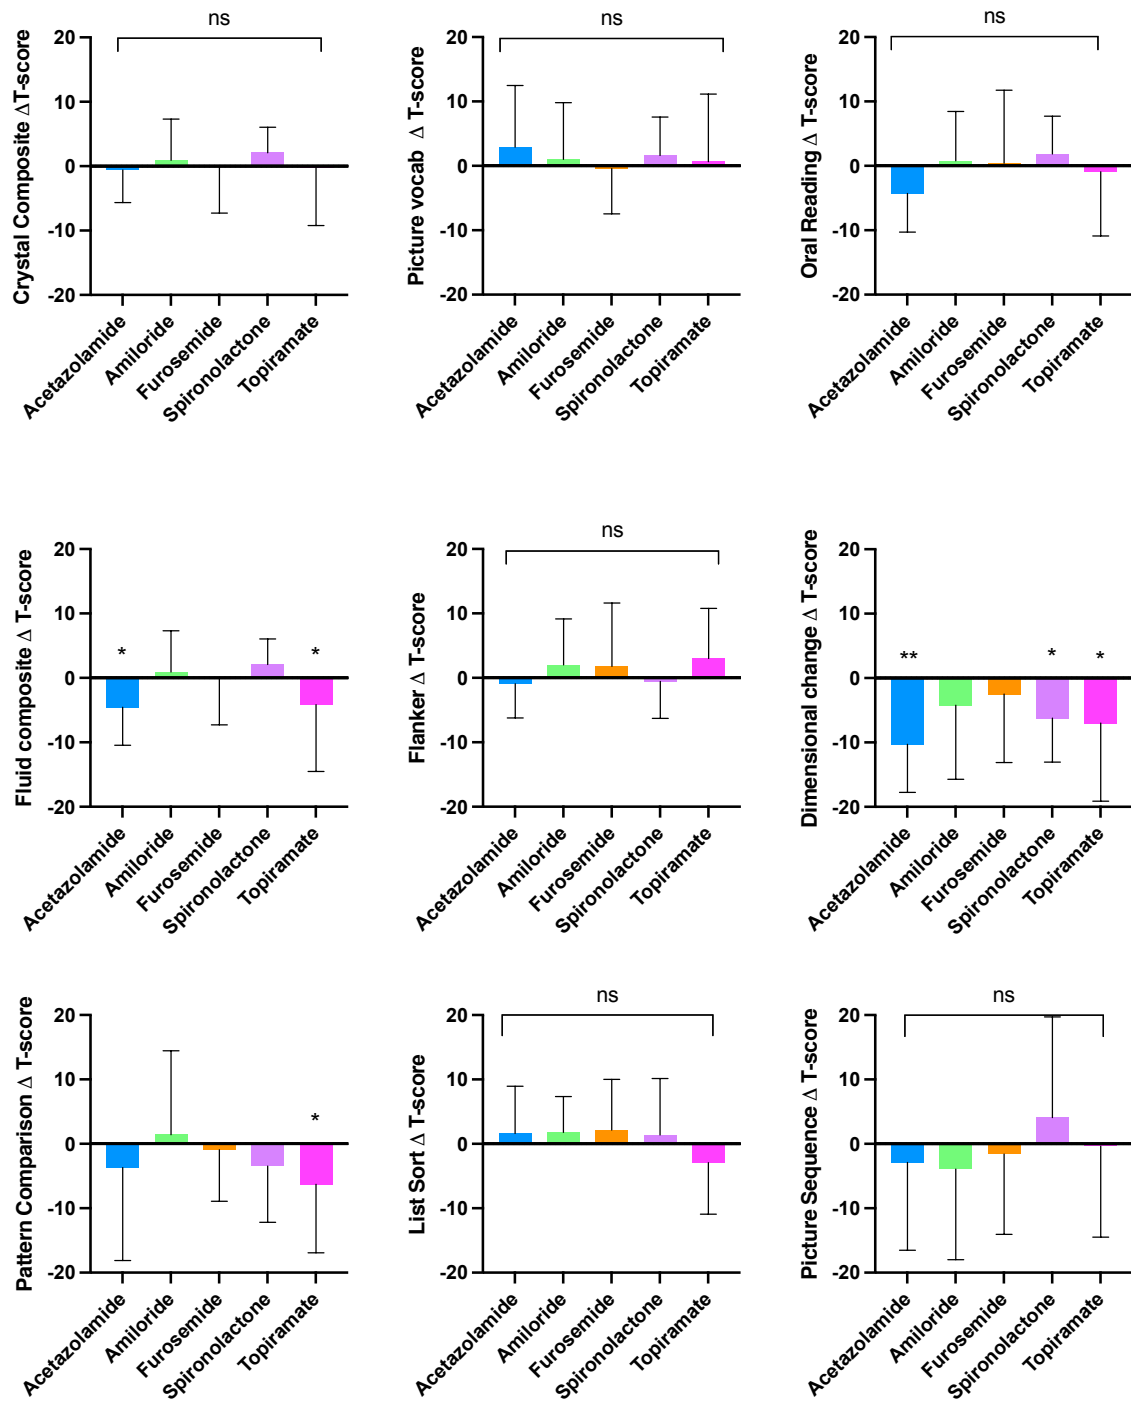 ns
Crystal Composite ΔT-score
20
10
0
-10
-20
Acetazolamide
Amiloride
Furosemide
Spironolactone
Topiramate
ns
Picture vocab Δ T-score
20
10
0
-10
-20
Acetazolamide
Amiloride
Furosemide
Spironolactone
Topiramate
ns
Oral Reading Δ T-score
20
10
0
-10
-20
Acetazolamide
Amiloride
Furosemide
Spironolactone
Topiramate
Fluid composite Δ T-score
20
10
0
-10
-20
*
*
Acetazolamide
Amiloride
Furosemide
Spironolactone
Topiramate
ns
Flanker Δ T-score
20
10
0
-10
-20
Acetazolamide
Amiloride
Furosemide
Spironolactone
Topiramate
Dimensional change Δ T-score
20
10
0
-10
-20
**
*
*
Acetazolamide
Amiloride
Furosemide
Spironolactone
Topiramate
Pattern Comparison Δ T-score
20
10
0
-10
-20
*
Acetazolamide
Amiloride
Furosemide
Spironolactone
Topiramate
ns
List Sort Δ T-score
20
10
0
-10
-20
Acetazolamide
Amiloride
Furosemide
Spironolactone
Topiramate
ns
Picture Sequence Δ T-score
20
10
0
-10
-20
Acetazolamide
Amiloride
Furosemide
Spironolactone
Topiramate